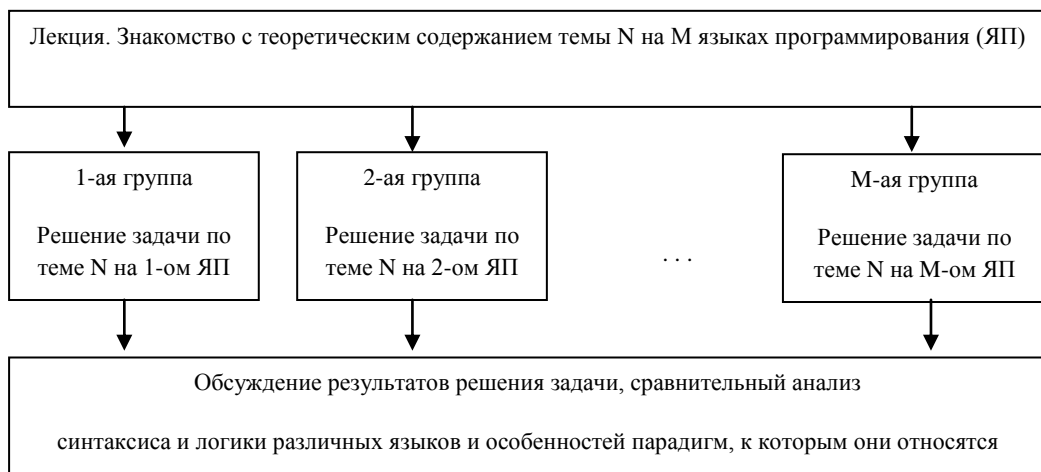 Лекция. Знакомство с теоретическим содержанием темы N на M языках программирования (ЯП)
1-ая группа
Решение задачи по
теме N на 1-ом ЯП
2-ая группа
Решение задачи по
теме N на 2-ом ЯП
. . .
M-ая группа
Решение задачи по
теме N на M-ом ЯП
Обсуждение результатов решения задачи, сравнительный анализ
синтаксиса и логики различных языков и особенностей парадигм, к которым они относятся